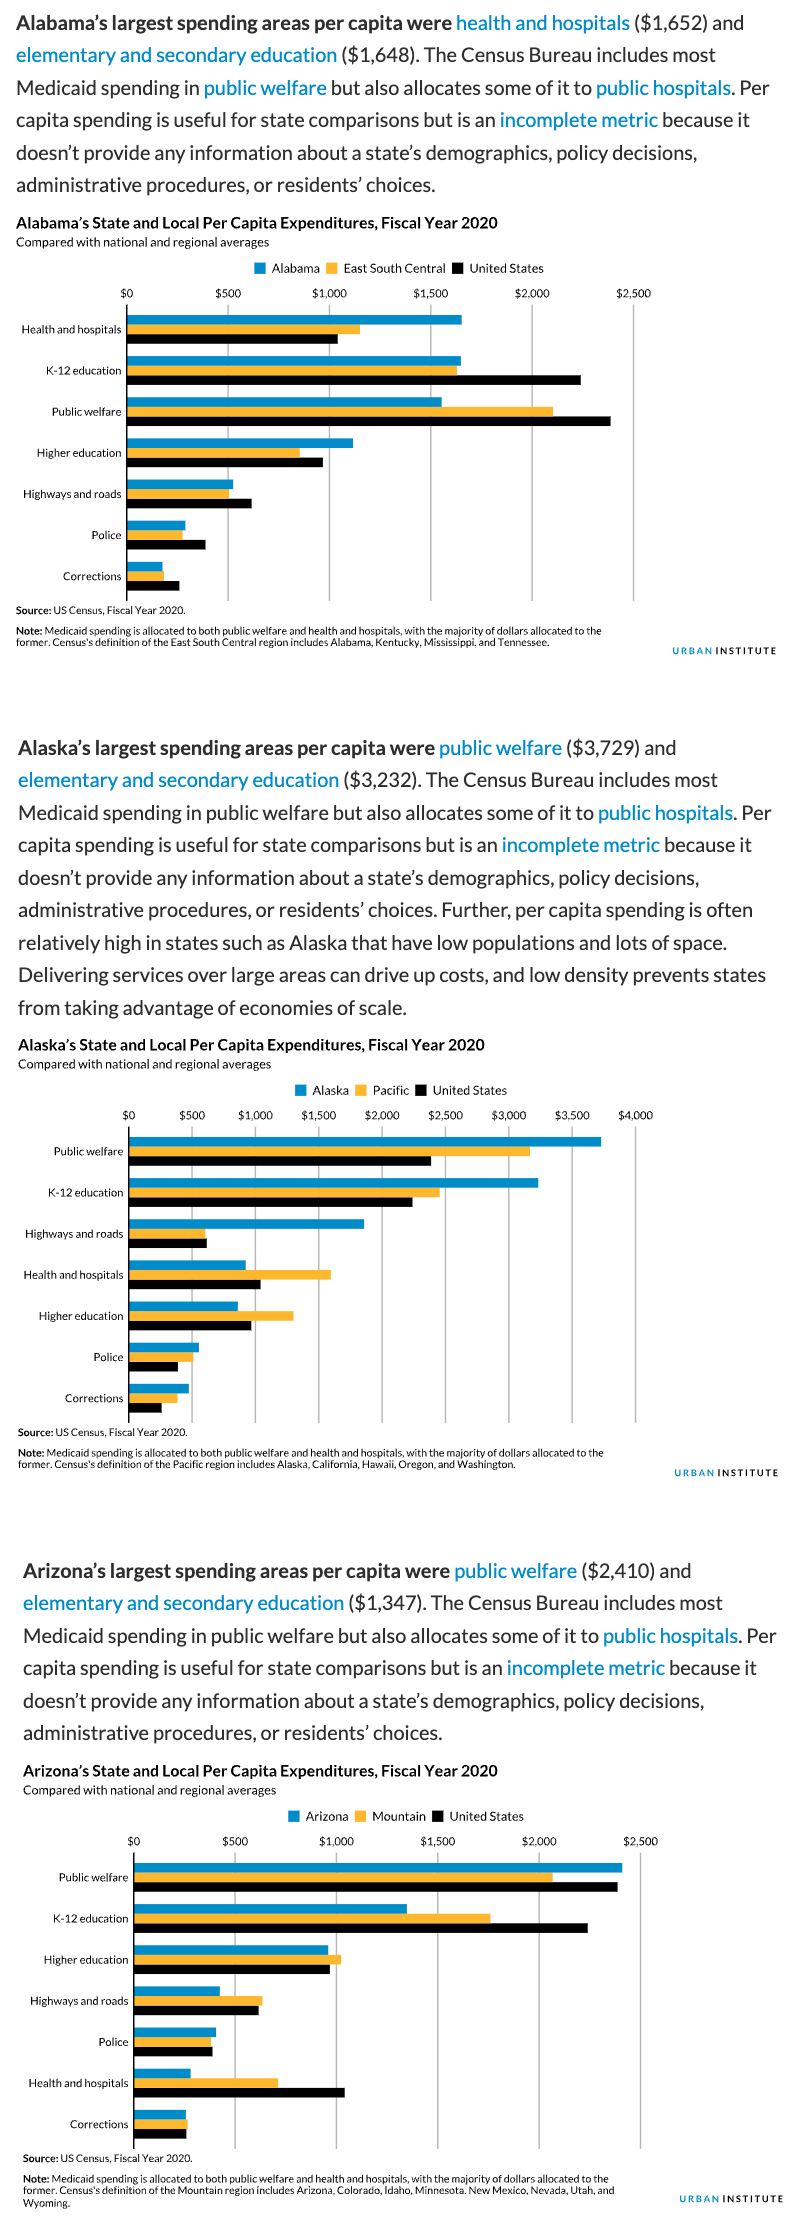 Alabama’s largest spending areas per capita were health and hospitals ($1,652) and
elementary and secondary education ($1,648). The Census Bureau includes most
Medicaid spending in public welfare but also allocates some of it to public hospitals. Per
capita spending is useful for state comparisons but is an incomplete metric because it
doesn’t provide any information about a state’s demographics, policy decisions,
administrative procedures, or residents’ choices.
Alabama’s State and Local Per Capita Expenditures, Fiscal Year 2020
Compared with national and regional averages
Alabama East South Central United States
$0 $500 $1,000 $1,500 $2,000 $2,500
Health and hospitals
K-12 education
Public welfare
Higher education
Highways and roads
Police
Corrections
Source: US Census, Fiscal Year 2020.
Note: Medicaid spending is allocated to both public welfare and health and hospitals, with the majority of dollars allocated to the
former. Census's definition of the East South Central region includes Alabama, Kentucky, Mississippi, and Tennessee.
URBAN INSTITUTE
Alaska’s largest spending areas per capita were public welfare ($3,729) and
elementary and secondary education ($3,232). The Census Bureau includes most
Medicaid spending in public welfare but also allocates some of it to public hospitals. Per
capita spending is useful for state comparisons but is an incomplete metric because it
doesn’t provide any information about a state’s demographics, policy decisions,
administrative procedures, or residents’ choices. Further, per capita spending is often
relatively high in states such as Alaska that have low populations and lots of space.
Delivering services over large areas can drive up costs, and low density prevents states
from taking advantage of economies of scale.
Alaska’s State and Local Per Capita Expenditures, Fiscal Year 2020
Compared with national and regional averages
Alaska Pacific United States
$0 $500 $1,000 $1,500 $2,000 $2,500 $3,000 $3,500 $4,000
Public welfare
K-12 education
Highways and roads
Health and hospitals
Higher education
Police
Corrections
Source: US Census, Fiscal Year 2020.
Note: Medicaid spending is allocated to both public welfare and health and hospitals, with the majority of dollars allocated to the
former. Census's definition of the Pacific region includes Alaska, California, Hawaii, Oregon, and Washington.
URBAN INSTITUTE
Arizona’s largest spending areas per capita were public welfare ($2,410) and
elementary and secondary education ($1,347). The Census Bureau includes most
Medicaid spending in public welfare but also allocates some of it to public hospitals. Per
capita spending is useful for state comparisons but is an incomplete metric because it
doesn’t provide any information about a state’s demographics, policy decisions,
administrative procedures, or residents’ choices.
Arizona’s State and Local Per Capita Expenditures, Fiscal Year 2020
Compared with national and regional averages
Arizona Mountain United States
$0 $500 $1,000 $1,500 $2,000 $2,500
Public welfare
K-12 education
Higher education
Highways and roads
Police
Health and hospitals
Corrections
Source: US Census, Fiscal Year 2020.
Note: Medicaid spending is allocated to both public welfare and health and hospitals, with the majority of dollars allocated to the
former. Census's definition of the Mountain region includes Arizona, Colorado, Idaho, Minnesota. New Mexico, Nevada, Utah, and
Wyoming.
URBAN INSTITUTE